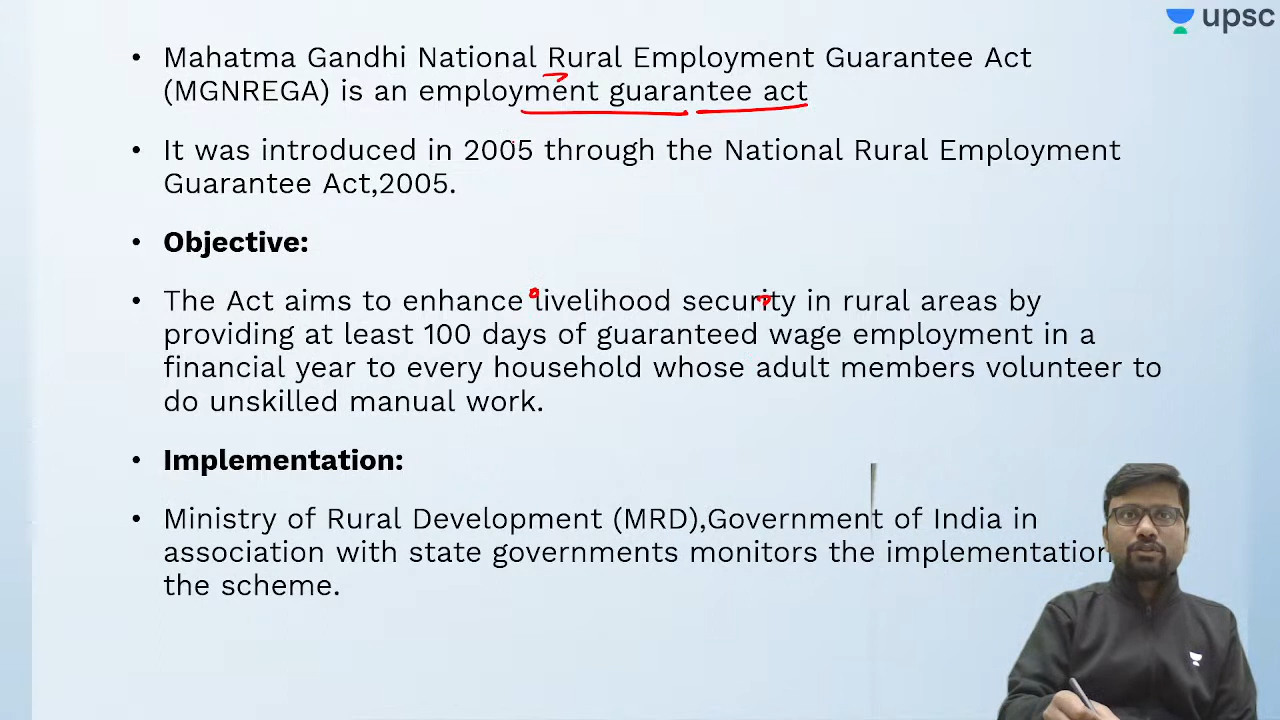 upsc
• Mahatma Gandhi National Rural Employment Guarantee Act
(MGNREGA) is an employment guarantee act
• It was introduced in 2005 through the National Rural Employment
Guarantee Act,2005.
• Objective:
• The Act aims to enhance livelihood security in rural areas by
providing at least 100 days of guaranteed wage employment in a
financial year to every household whose adult members volunteer to
do unskilled manual work.
• Implementation:
• Ministry of Rural Development (MRD),Government of India in
association with state governments monitors the implementation
the scheme.